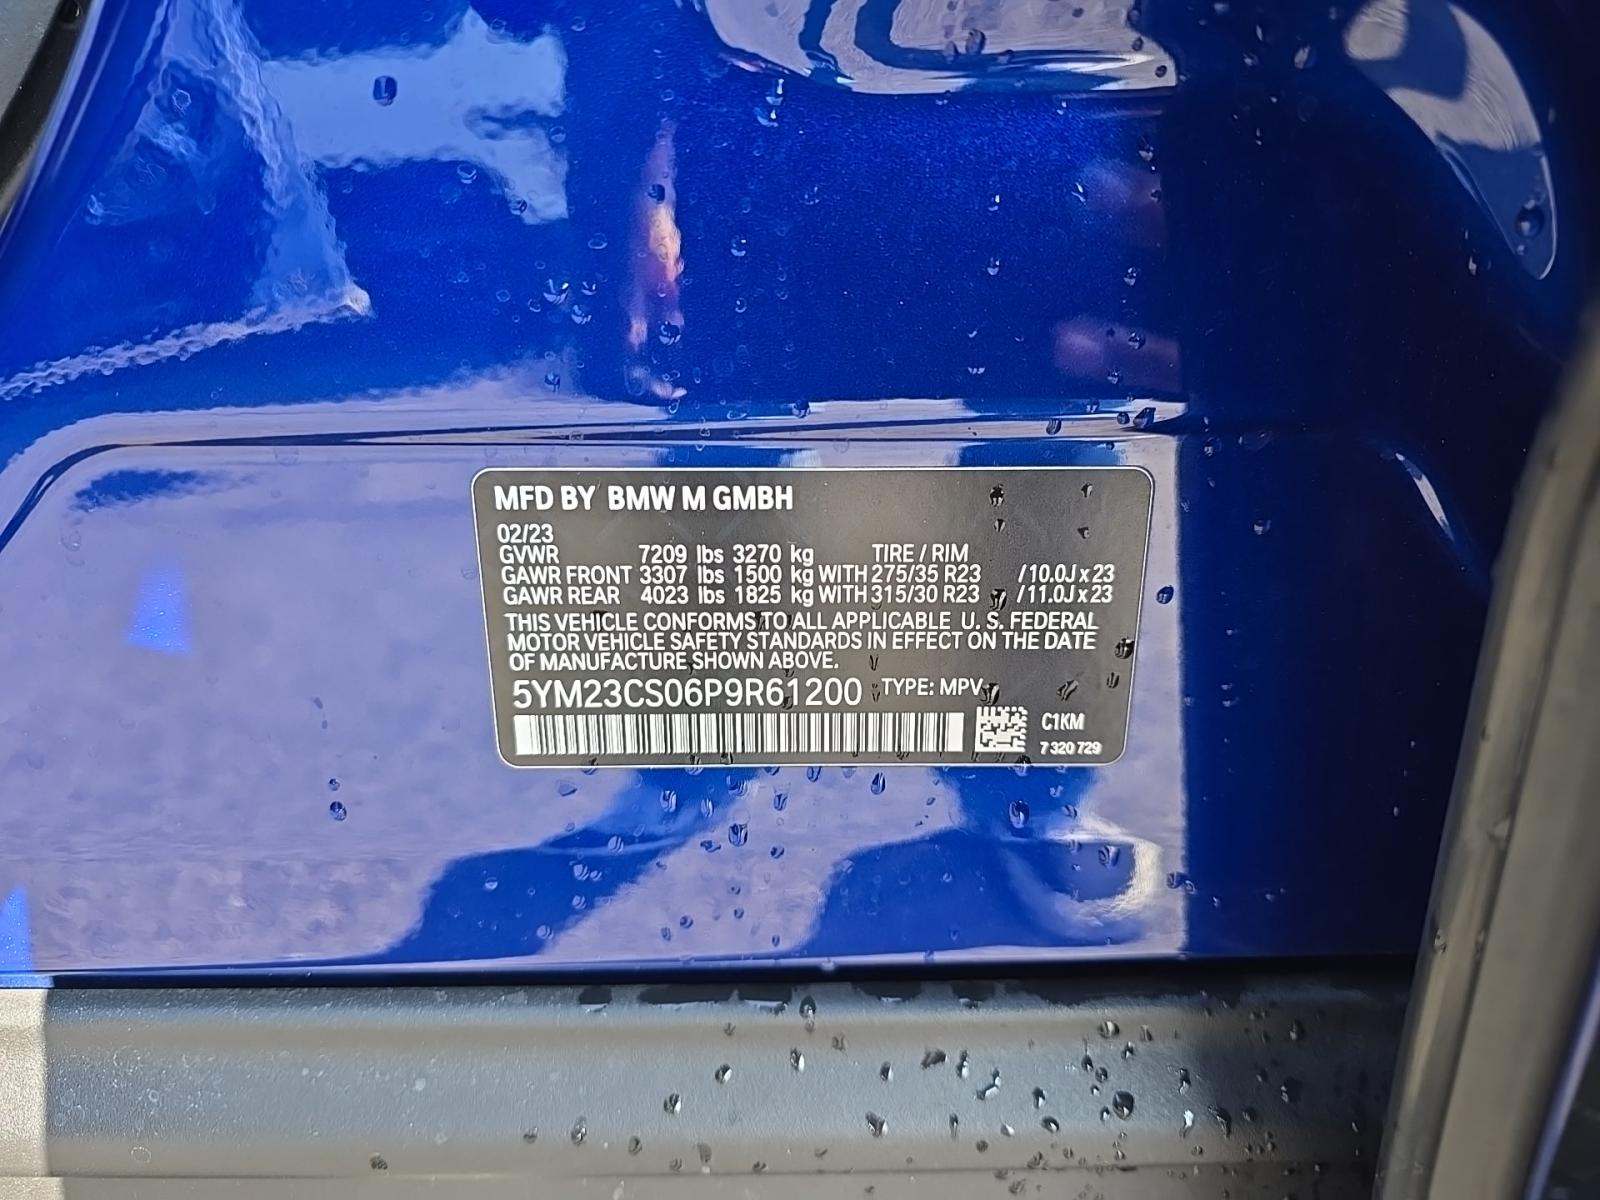 MFD BY BMW M GMBH
02/23
GVWR 7209 lbs 3270 kg TIRE / RIM
GAWR FRONT 3307 lbs 1500 kg WITH 275/35 R23 / 10.0J x 23
GAWR REAR 4023 lbs 1825 kg WITH 315/30 R23 / 11.0J x 23
THIS VEHICLE CONFORMS TO ALL APPLICABLE U. S. FEDERAL
MOTOR VEHICLE SAFETY STANDARDS IN EFFECT ON THE DATE
OF MANUFACTURE SHOWN ABOVE.
5YM23CS06P9R61200 TYPE: MPV
C1KM
7 320 729